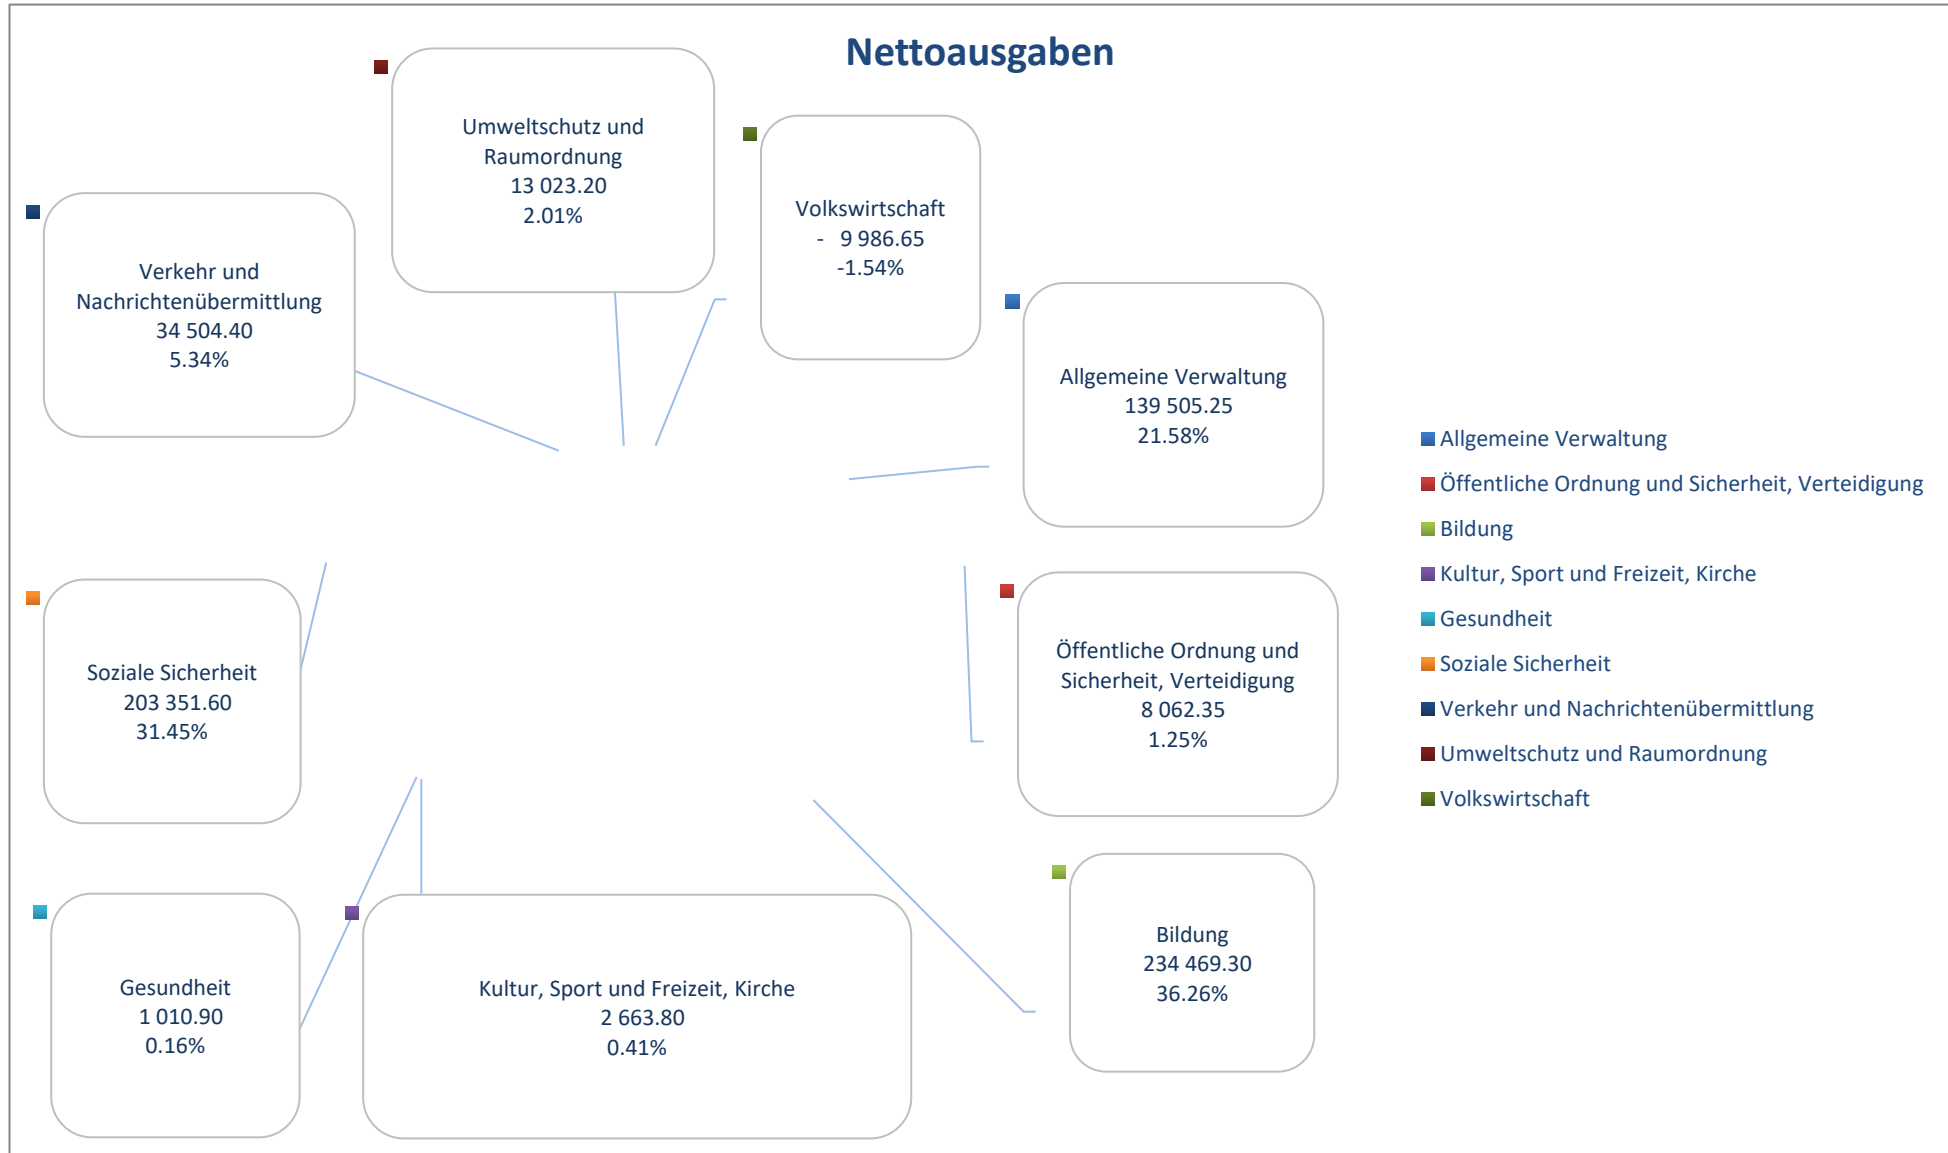 Nettoausgaben
Umweltschutz und
Raumordnung
13 023.20
2.01%
Volkswirtschaft
- 9 986.65
-1.54%
Verkehr und
Nachrichtenübermittlung
34 504.40
5.34%
Allgemeine Verwaltung
139 505.25
21.58%
Öffentliche Ordnung und
Sicherheit, Verteidigung
8 062.35
1.25%
Soziale Sicherheit
203 351.60
31.45%
Gesundheit
1 010.90
0.16%
Kultur, Sport und Freizeit, Kirche
2 663.80
0.41%
Bildung
234 469.30
36.26%
Allgemeine Verwaltung
Öffentliche Ordnung und Sicherheit, Verteidigung
Bildung
Kultur, Sport und Freizeit, Kirche
Gesundheit
Soziale Sicherheit
Verkehr und Nachrichtenübermittlung
Umweltschutz und Raumordnung
Volkswirtschaft